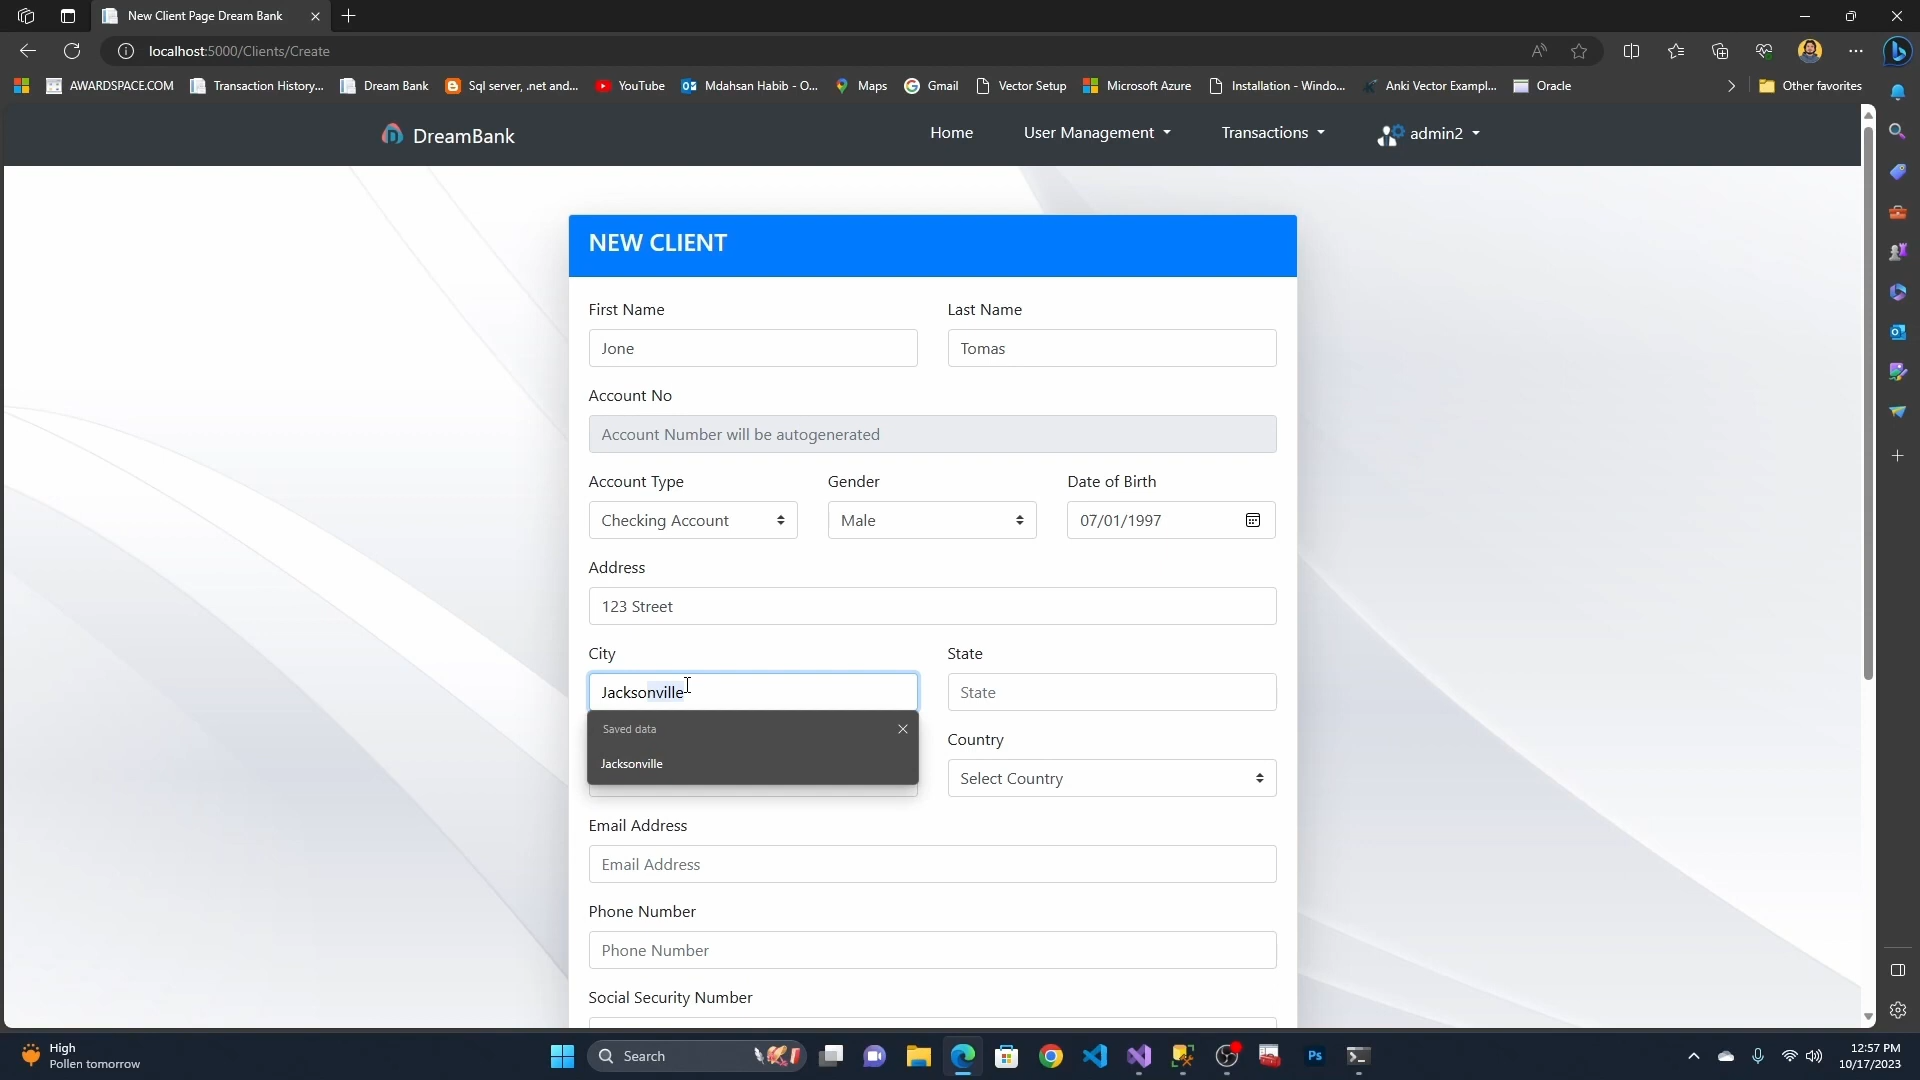 New Client Page Dream Bank
localhost:5000/Clients/Create
AWARDSPACE.COM Transaction History... Dream Bank Sql server, .net and... YouTube Mdahsan Habib - O... Maps Gmail Vector Setup Microsoft Azure Installation - Windo... Anki Vector Exampl... Oracle Other favorites
DreamBank Home User Management Transactions admin2
NEW CLIENT
First Name Last Name
Jone Tomas
Account No
Account Number will be autogenerated
Account Type Gender Date of Birth
Checking Account Male 07/01/1997
Address
123 Street
City State
Jacksonville State
Saved data
Country
Jacksonville
Select Country
Email Address
Email Address
Phone Number
Phone Number
Social Security Number
High
Pollen tomorrow
Search
Ps
12:57 PM
10/17/2023